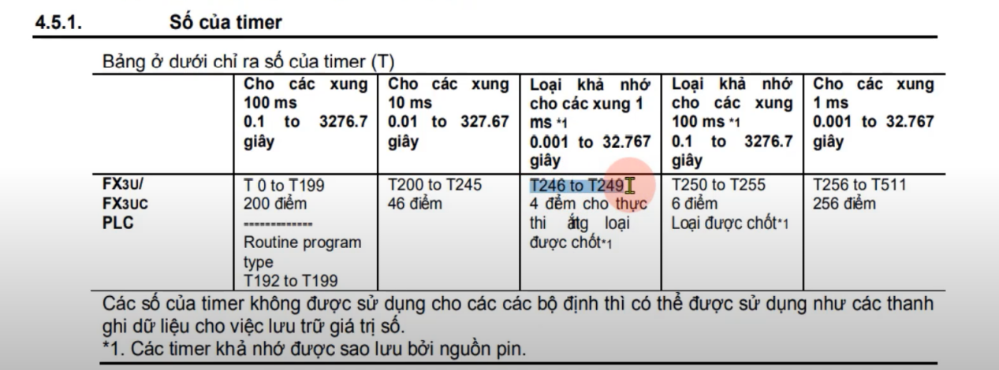 4.5.1. Số của timer
Bảng ở dưới chỉ ra số của timer (T)
Cho các xung 100 ms 0.1 to 3276.7 giây
Cho các xung 10 ms 0.01 to 327.67 giây
Loại khả nhớ cho các xung 1 ms *1 0.001 to 32.767 giây
Loại khả nhớ cho các xung 100 ms *1 0.1 to 3276.7 giây
Cho các xung 1 ms 0.001 to 32.767 giây
FX3U/ FX3UC PLC
T 0 to T199
200 điểm
-------------
Routine program
type
T192 to T199
T200 to T245
46 điểm
T246 to T249
4 đểm cho thực
thi ắtg loại
được chốt*1
T250 to T255
6 điểm
Loại được chốt*1
T256 to T511
256 điểm
Các số của timer không được sử dụng cho các các bộ định thì có thể được sử dụng như các thanh
ghi dữ liệu cho việc lưu trữ giá trị số.
*1. Các timer khả nhớ được sao lưu bởi nguồn pin.